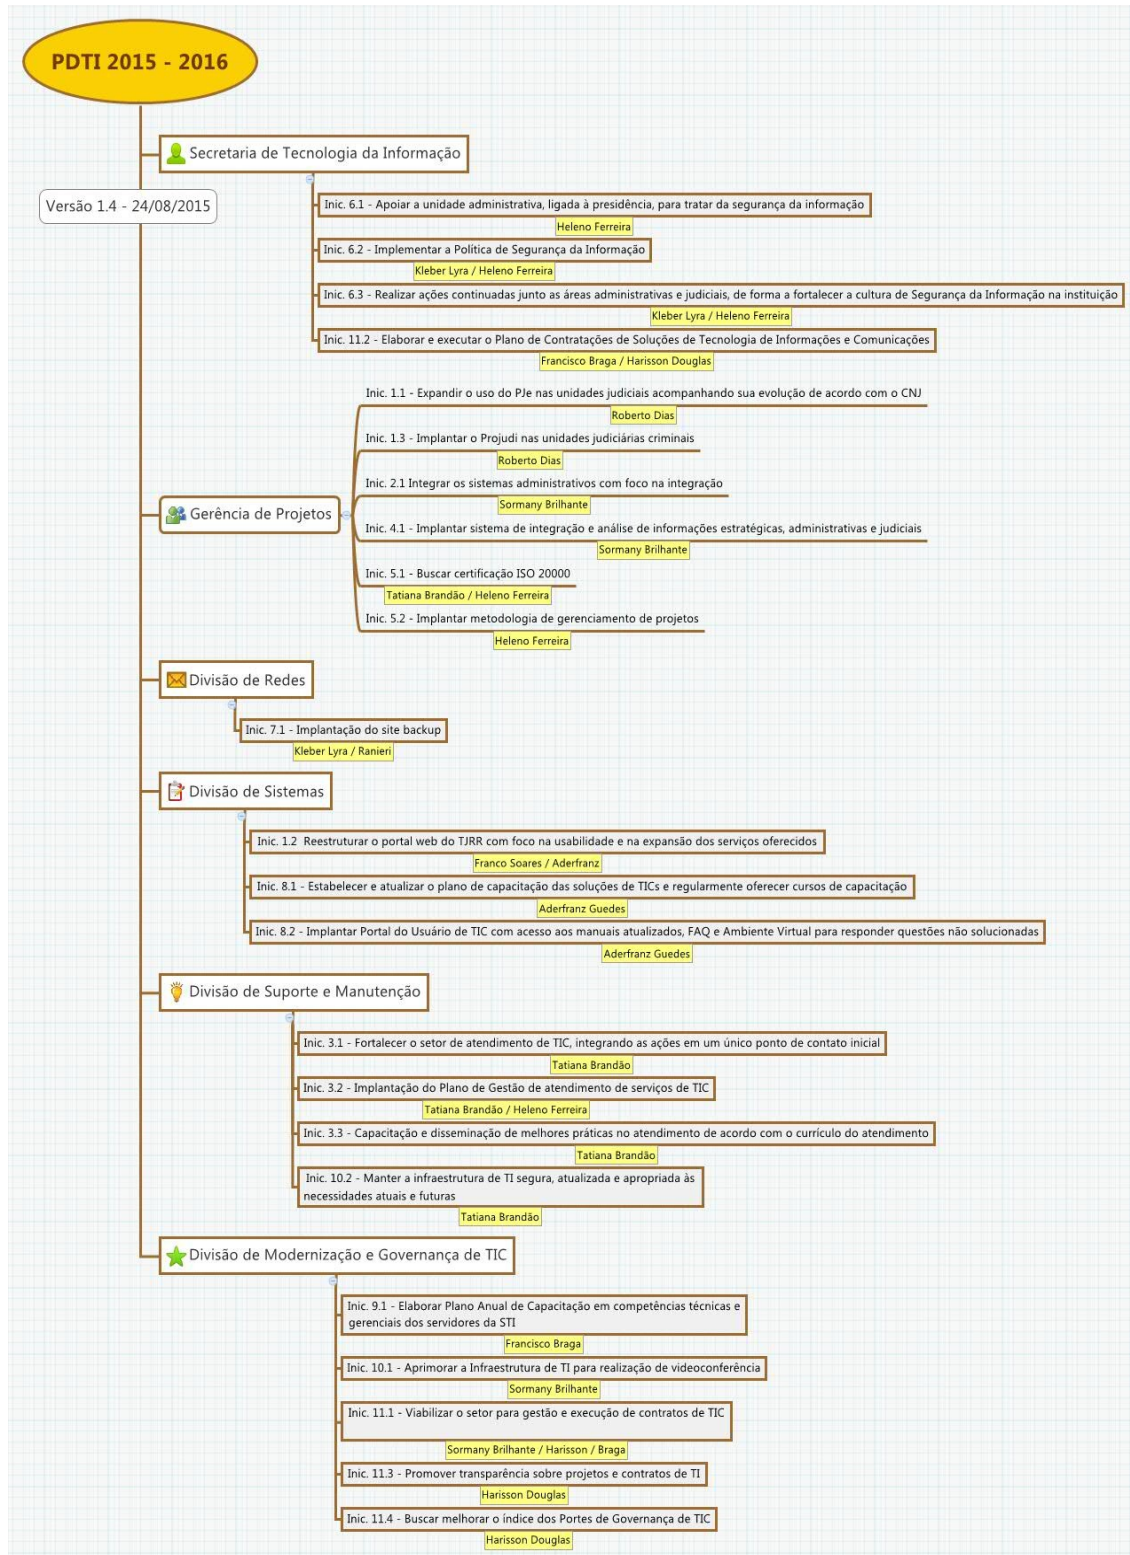 PDTI 2015 - 2016
Secretaria de Tecnologia da Informação
Versão 1.4 - 24/08/2015
Inic. 6.1 - Apoiar a unidade administrativa, ligada à presidência, para tratar da segurança da informação
Heleno Ferreira
Inic. 6.2 - Implementar a Política de Segurança da Informação
Kleber Lyra / Heleno Ferreira
Inic. 6.3 - Realizar ações continuadas junto as áreas administrativas e judiciais, de forma a fortalecer a cultura de Segurança da Informação na instituição
Kleber Lyra / Heleno Ferreira
Inic. 11.2 - Elaborar e executar o Plano de Contratações de Soluções de Tecnologia de Informações e Comunicações
Francisco Braga / Harisson Douglas
Gerência de Projetos
Inic. 1.1 - Expandir o uso do PJe nas unidades judiciais acompanhando sua evolução de acordo com o CNJ
Roberto Dias
Inic. 1.3 - Implantar o Projudi nas unidades judiciárias criminais
Roberto Dias
Inic. 2.1 Integrar os sistemas administrativos com foco na integração
Sormany Brilhante
Inic. 4.1 - Implantar sistema de integração e análise de informações estratégicas, administrativas e judiciais
Sormany Brilhante
Inic. 5.1 - Buscar certificação ISO 20000
Tatiana Brandão / Heleno Ferreira
Inic. 5.2 - Implantar metodologia de gerenciamento de projetos
Heleno Ferreira
Divisão de Redes
Inic. 7.1 - Implantação do site backup
Kleber Lyra / Ranieri
Divisão de Sistemas
Inic. 1.2 Reestruturar o portal web do TJRR com foco na usabilidade e na expansão dos serviços oferecidos
Franco Soares / Aderfranz
Inic. 8.1 - Estabelecer e atualizar o plano de capacitação das soluções de TICs e regularmente oferecer cursos de capacitação
Aderfranz Guedes
Inic. 8.2 - Implantar Portal do Usuário de TIC com acesso aos manuais atualizados, FAQ e Ambiente Virtual para responder questões não solucionadas
Aderfranz Guedes
Divisão de Suporte e Manutenção
Inic. 3.1 - Fortalecer o setor de atendimento de TIC, integrando as ações em um único ponto de contato inicial
Tatiana Brandão
Inic. 3.2 - Implantação do Plano de Gestão de atendimento de serviços de TIC
Tatiana Brandão / Heleno Ferreira
Inic. 3.3 - Capacitação e disseminação de melhores práticas no atendimento de acordo com o currículo do atendimento
Tatiana Brandão
Inic. 10.2 - Manter a infraestrutura de TI segura, atualizada e apropriada às
necessidades atuais e futuras
Tatiana Brandão
Divisão de Modernização e Governança de TIC
Inic. 9.1 - Elaborar Plano Anual de Capacitação em competências técnicas e
gerenciais dos servidores da STI
Francisco Braga
Inic. 10.1 - Aprimorar a Infraestrutura de TI para realização de videoconferência
Sormany Brilhante
Inic. 11.1 - Viabilizar o setor para gestão e execução de contratos de TIC
Sormany Brilhante / Harisson / Braga
Inic. 11.3 - Promover transparência sobre projetos e contratos de TI
Harisson Douglas
Inic. 11.4 - Buscar melhorar o índice dos Portes de Governança de TIC
Harisson Douglas